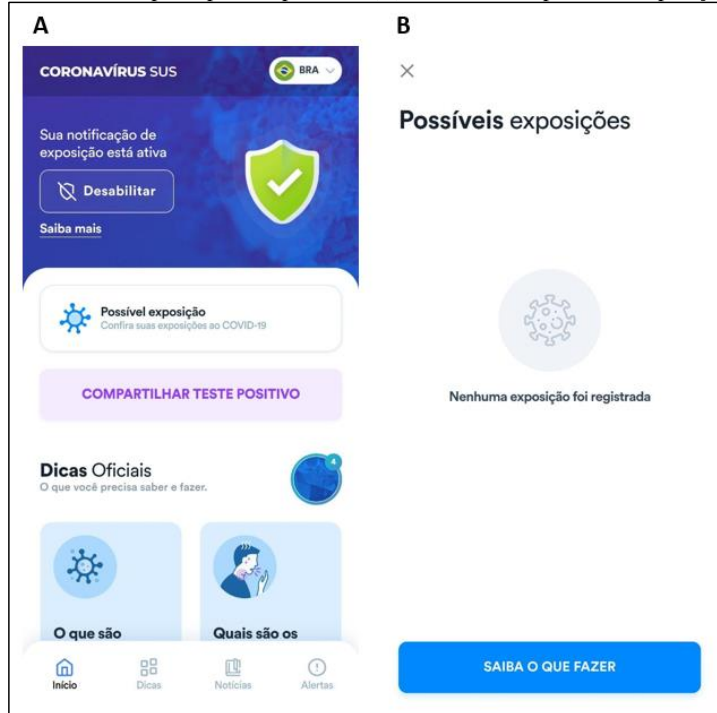 A
CORONAVÍRUS SUS
BRA
Sua notificação de
exposição está ativa
Desabilitar
Saiba mais
Possível exposição
Confira suas exposições ao COVID-19
COMPARTILHAR TESTE POSITIVO
Dicas Oficiais
4
O que você precisa saber e fazer.
O que são
Quais são os
Início
Dicas
Notícias
Alertas
B
Possíveis exposições
Nenhuma exposição foi registrada
SAIBA O QUE FAZER